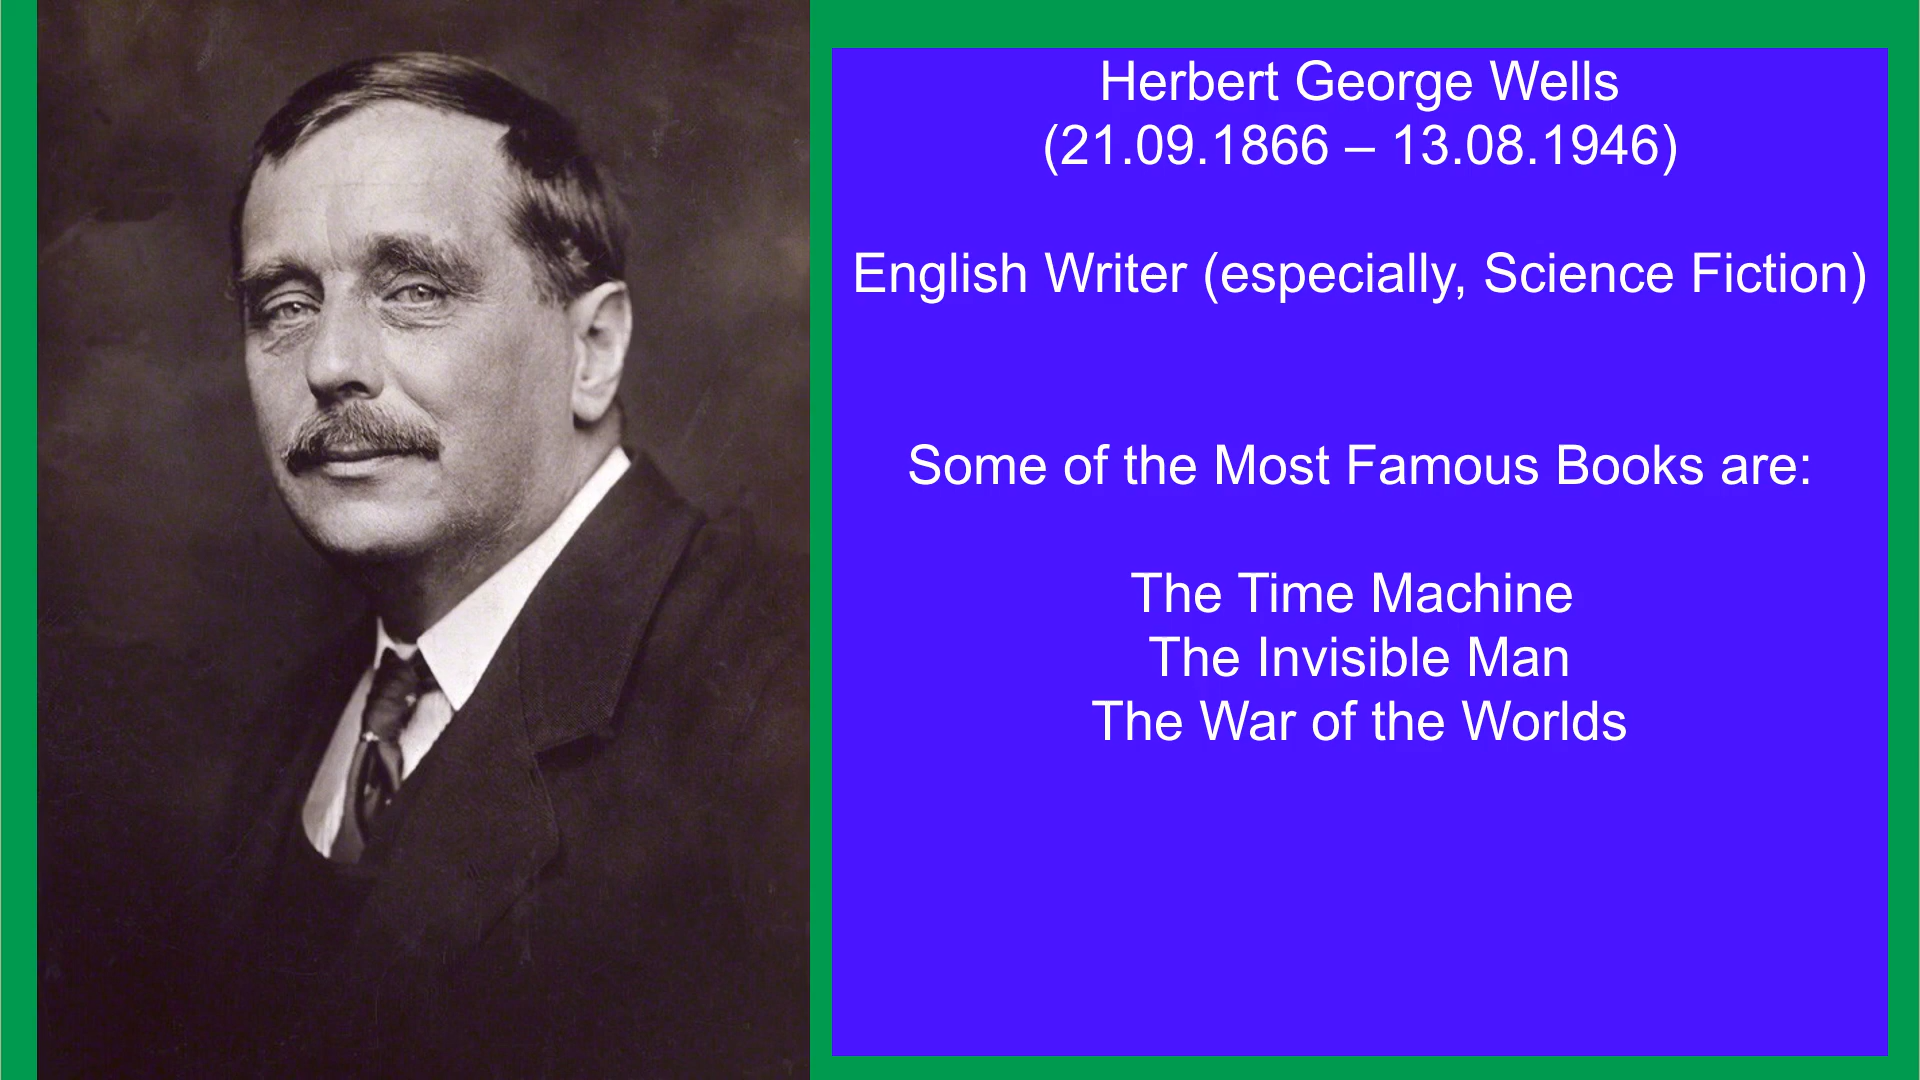 Herbert George Wells
(21.09.1866 – 13.08.1946)
English Writer (especially, Science Fiction)
Some of the Most Famous Books are:
The Time Machine
The Invisible Man
The War of the Worlds